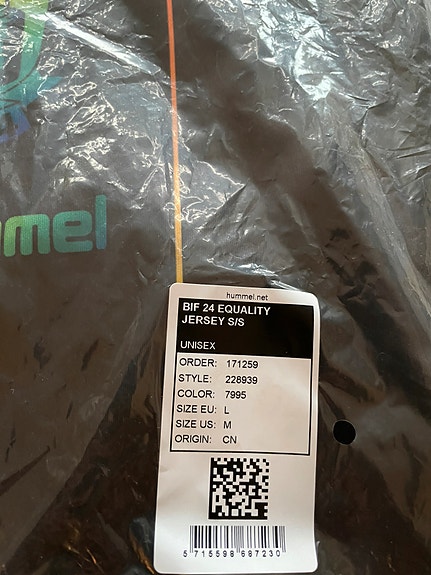 mmel
hummel.net
BIF 24 EQUALITY
JERSEY S/S
UNISEX
ORDER: 171259
STYLE: 228939
COLOR: 7995
SIZE EU: L
SIZE US: M
ORIGIN: CN
5 715598 687230